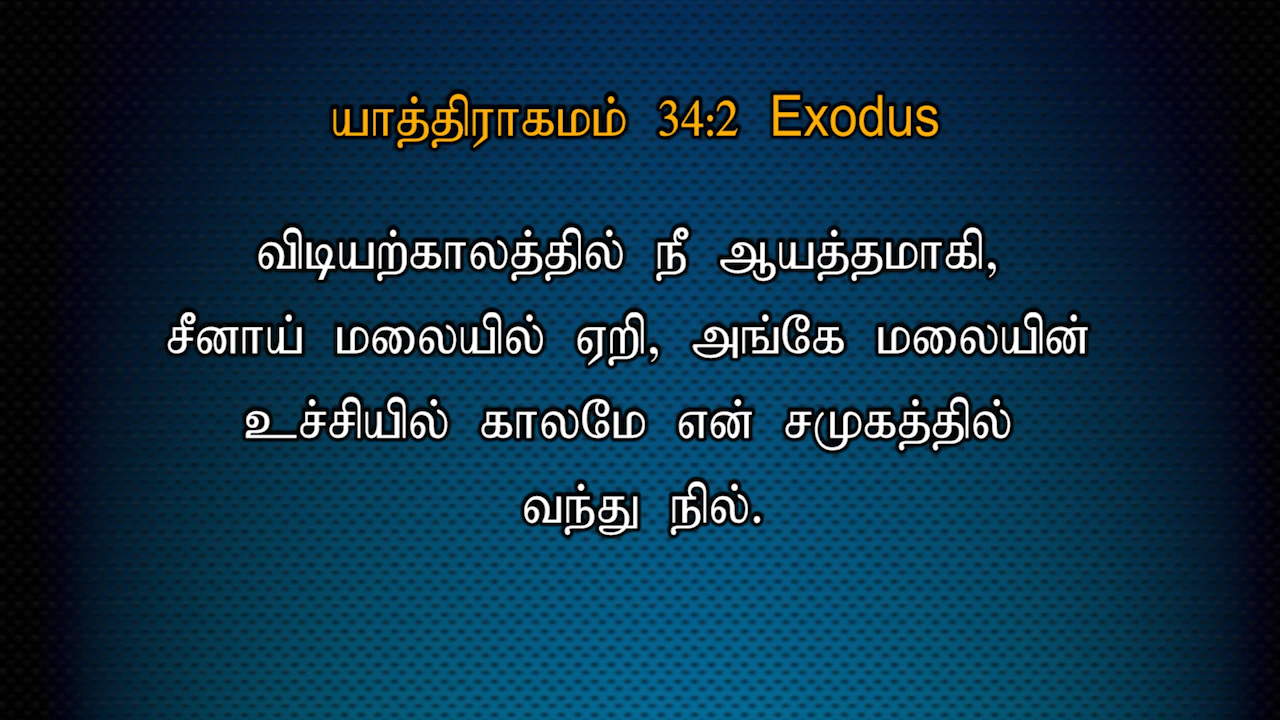 யாத்திராகமம் 34:2 Exodus
விடியற்காலத்தில் நீ ஆயத்தமாகி,
சீனாய் மலையில் ஏறி, அங்கே மலையின்
உச்சியில் காலமே என் சமுகத்தில்
வந்து நில்.